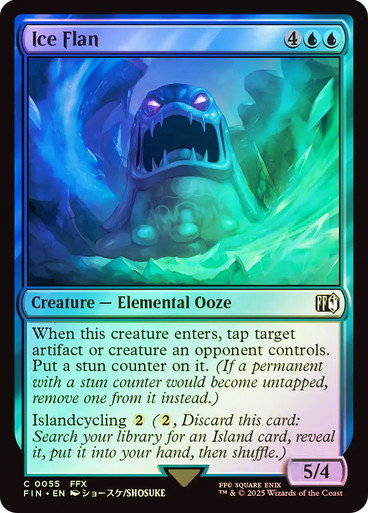 Ice Flan 4
Creature — Elemental Ooze
When this creature enters, tap target
artifact or creature an opponent controls.
Put a stun counter on it. (If a permanent
with a stun counter would become untapped,
remove one from it instead.)
Islandcycling 2 (2, Discard this card:
Search your library for an Island card, reveal
it, put it into your hand, then shuffle.)
5/4
C 0055 FFX
FIN • EN ショースケ/SHOSUKE
FF© SQUARE ENIX
™ & © 2025 Wizards of the Coast